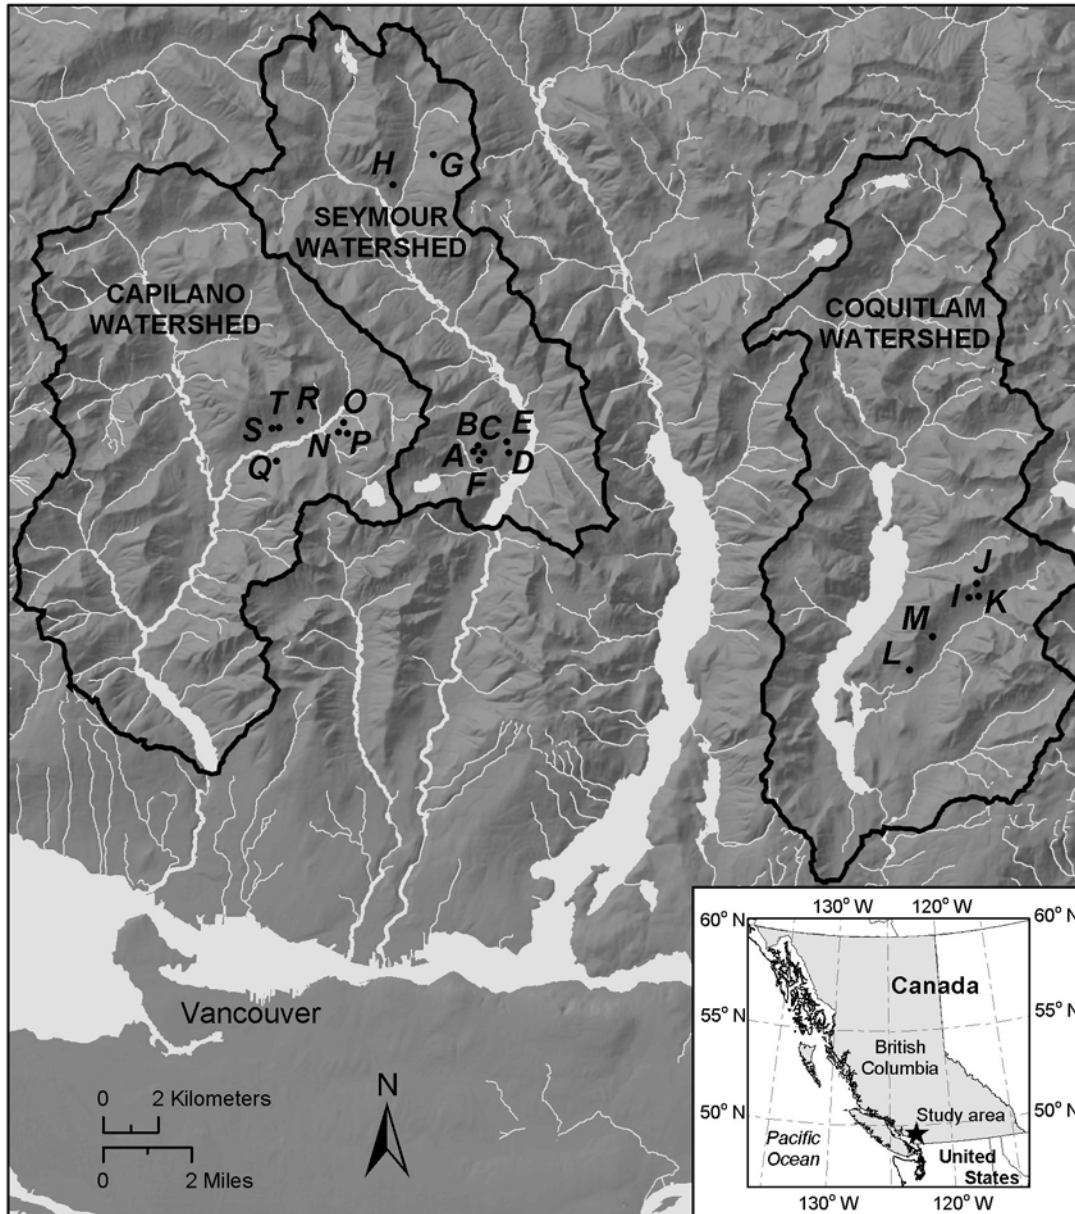 H
G
SEYMOUR
WATERSHED
CAPILANO
WATERSHED
COQUITLAM
WATERSHED
T R O
S N P
Q
B C E
A D
F
J
I K
M
L
Vancouver
N
0 2 Kilometers
0 2 Miles
130° W 120° W
60° N 60° N
Canada
55° N 55° N
British
Columbia
Study area
50° N 50° N
Pacific
Ocean
United
States
130° W 120° W